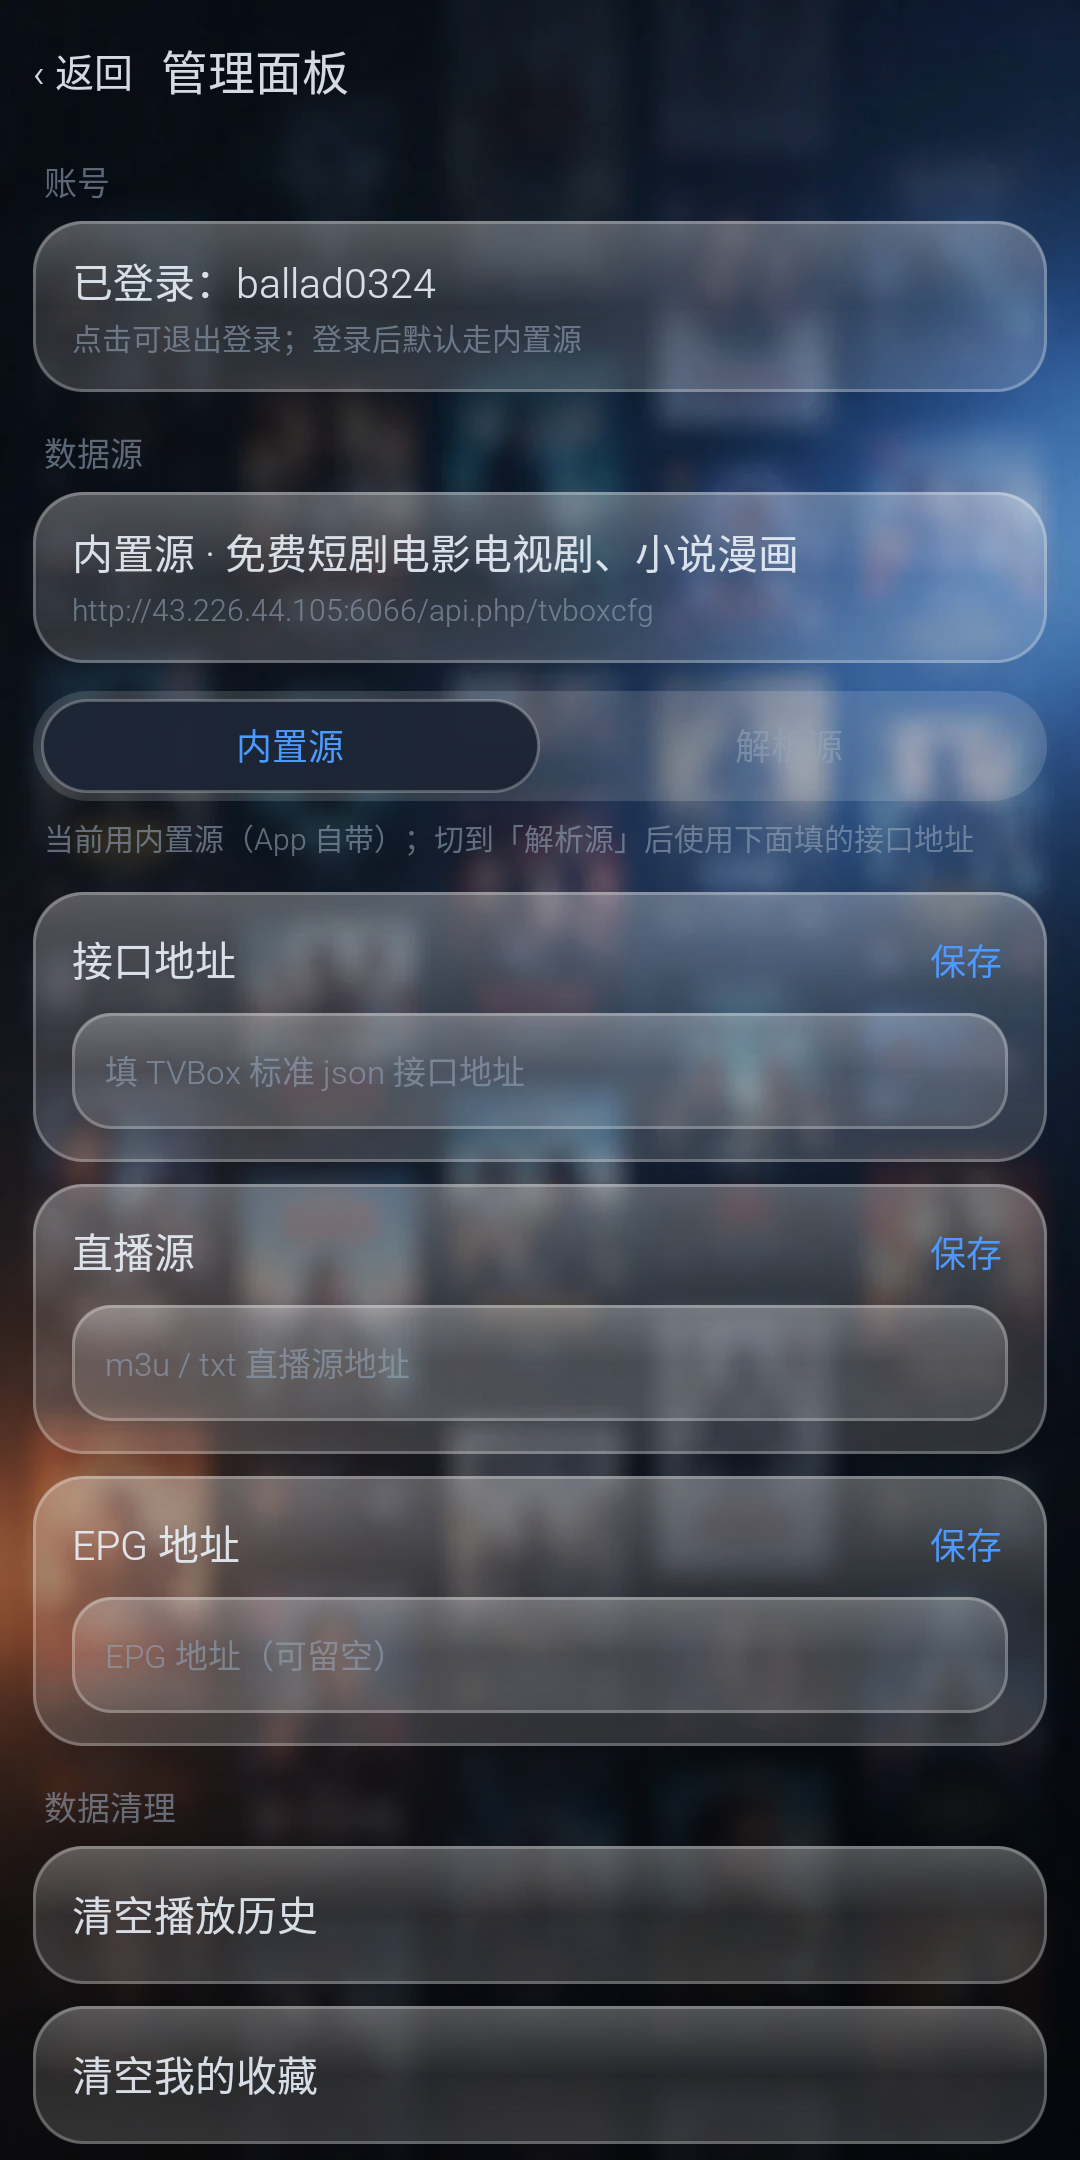 ‹ 返回 管理面板
账号
已登录：ballad0324
点击可退出登录；登录后默认走内置源
数据源
内置源 · 免费短剧电影电视剧、小说漫画
http://43.226.44.105:6066/api.php/tvboxcfg
内置源 解析源
当前用内置源（App 自带）；切到「解析源」后使用下面填的接口地址
接口地址 保存
填 TVBox 标准 json 接口地址
直播源 保存
m3u / txt 直播源地址
EPG 地址 保存
EPG 地址（可留空）
数据清理
清空播放历史
清空我的收藏